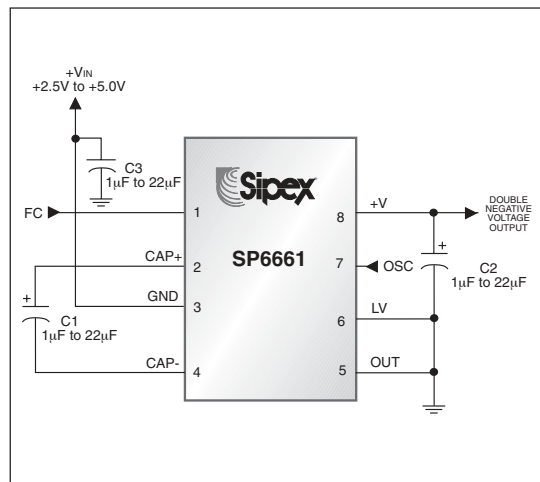 +VIN
+2.5V to +5.0V
C3
1µF to 22µF
FC
1
CAP+
2
GND
3
+
C1
1µF to 22µF
CAP-
4
Sipex®
SP6661
8
+V
7
OSC
6
LV
5
OUT
DOUBLE
NEGATIVE
VOLTAGE
OUTPUT
+
C2
1µF to 22µF